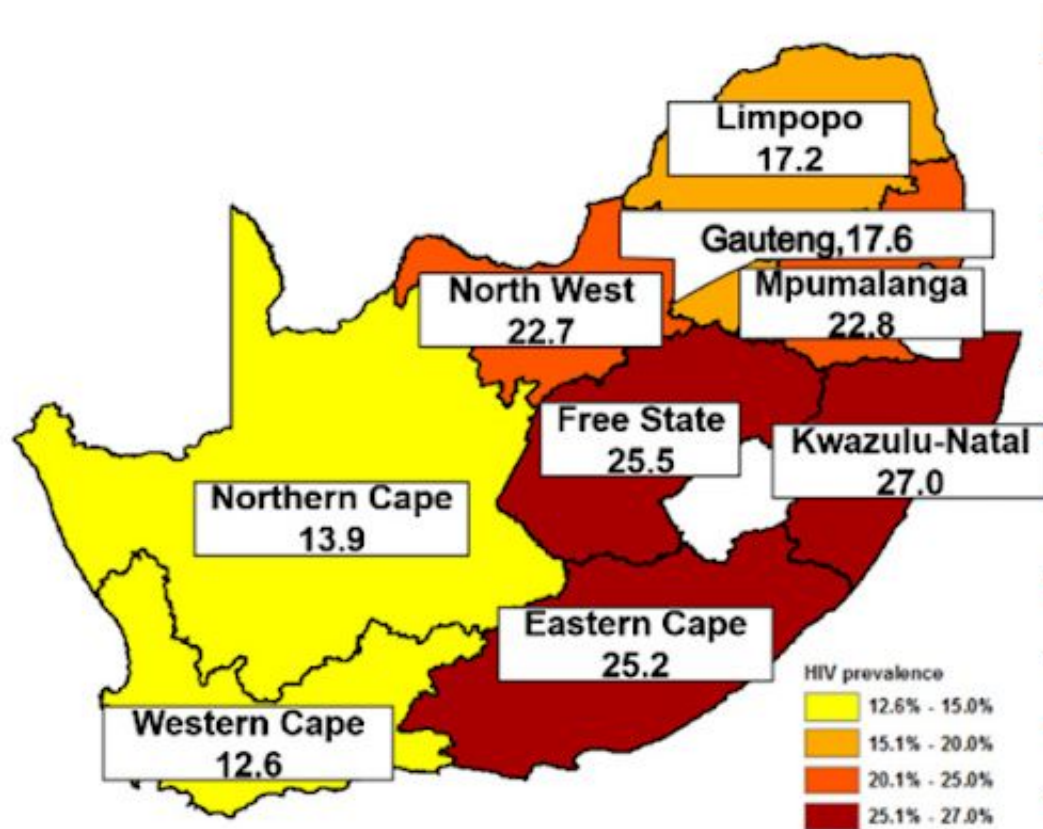 Limpopo
17.2
Gauteng,17.6
North West
22.7
Mpumalanga
22.8
Free State
25.5
Kwazulu-Natal
27.0
Northern Cape
13.9
Eastern Cape
25.2
Western Cape
12.6
HIV prevalence
12.6% - 15.0%
15.1% - 20.0%
20.1% - 25.0%
25.1% - 27.0%